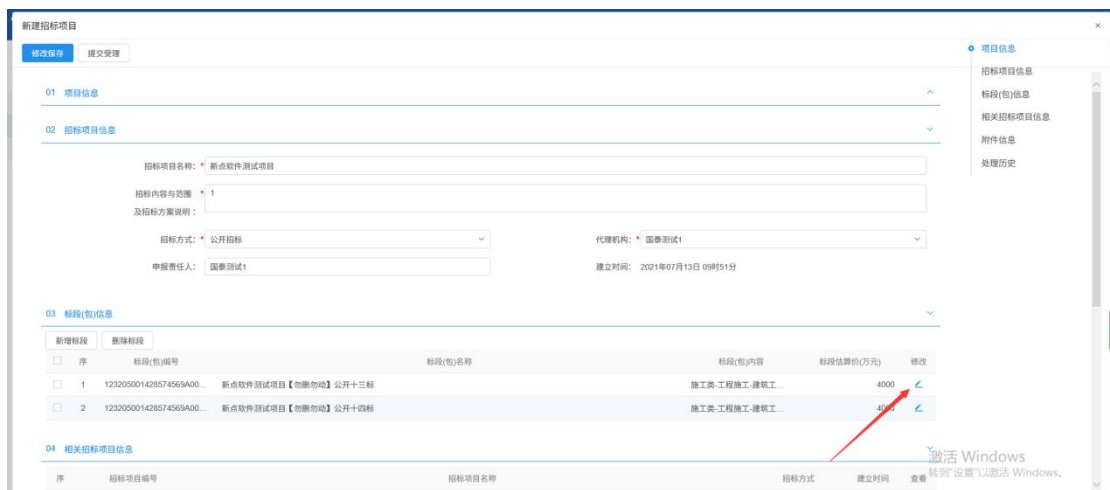 新建招标项目
×
修改保存 提交受理
项目信息
招标项目信息
标段(包)信息
相关招标项目信息
附件信息
处理历史
01 项目信息
02 招标项目信息
招标项目名称: * 新点软件测试项目
招标内容与范围 * 1
及招标方案说明:
招标方式: * 公开招标 代理机构: * 国泰测试1
申报责任人: 国泰测试1 建立时间: 2021年07月13日 09时51分
03 标段(包)信息
新增标段 删除标段
序 标段(包)编号 标段(包)名称 标段(包)内容 标段估算价(万元) 修改
1 123205001428574569A00... 新点软件测试项目【勿删勿动】公开十三标 施工类-工程施工-建筑工... 4000
2 123205001428574569A00... 新点软件测试项目【勿删勿动】公开十四标 施工类-工程施工-建筑工... 4000
04 相关招标项目信息
序 招标项目编号 招标项目名称 招标方式 建立时间 查看
激活 Windows
转到"设置"以激活 Windows。